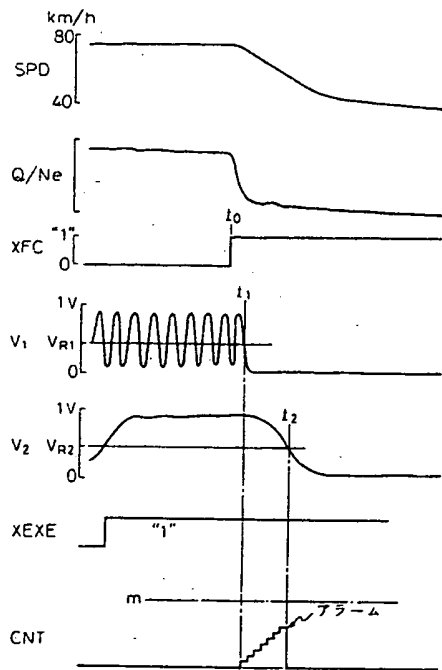 km/h
80
SPD
40
Q/Ne
t0
XFC "1"
0
t1
1V
V1 VR1
0
1V
t2
V2 VR2
0
XEXE "1"
m
アラーム
CNT